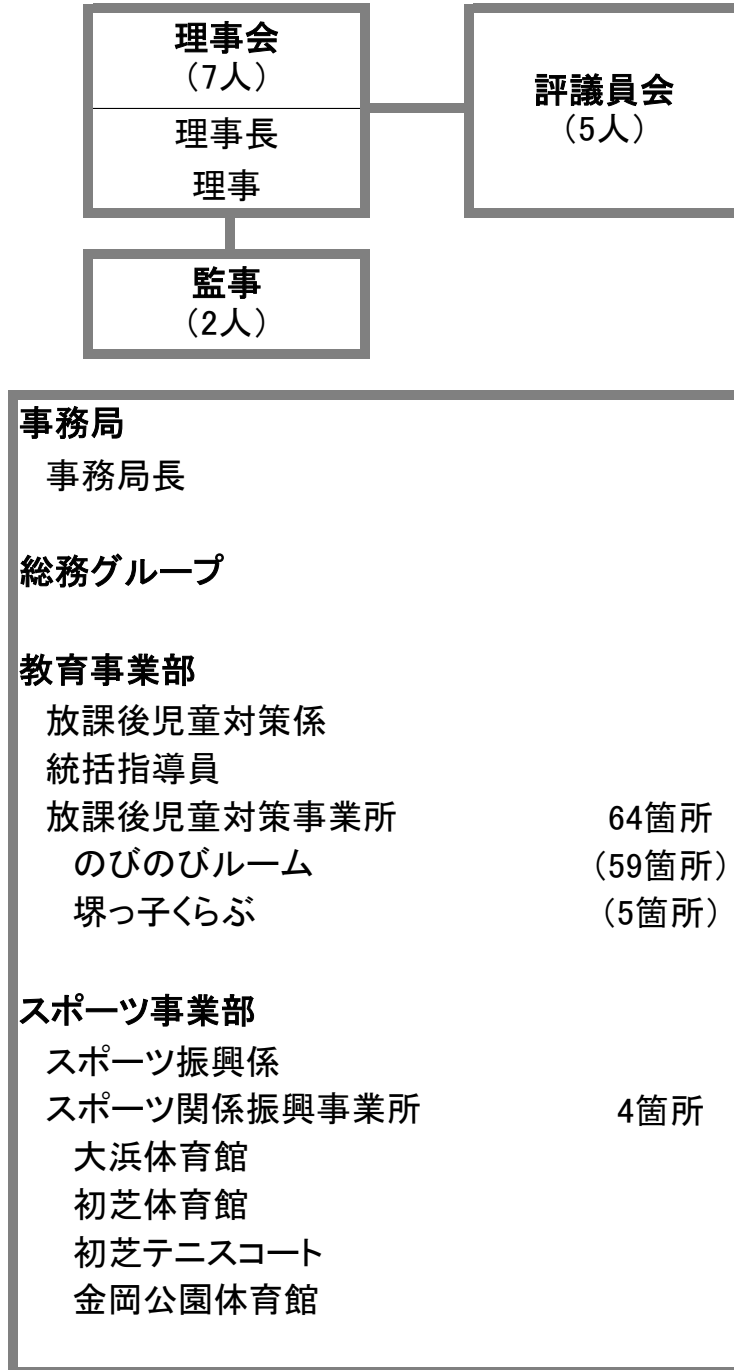 理事会
（7人）
理事長
理事
評議員会
（5人）
監事
（2人）
事務局
事務局長
総務グループ
教育事業部
放課後児童対策係
統括指導員
放課後児童対策事業所 64箇所
のびのびルーム （59箇所）
堺っ子くらぶ （5箇所）
スポーツ事業部
スポーツ振興係
スポーツ関係振興事業所 4箇所
大浜体育館
初芝体育館
初芝テニスコート
金岡公園体育館